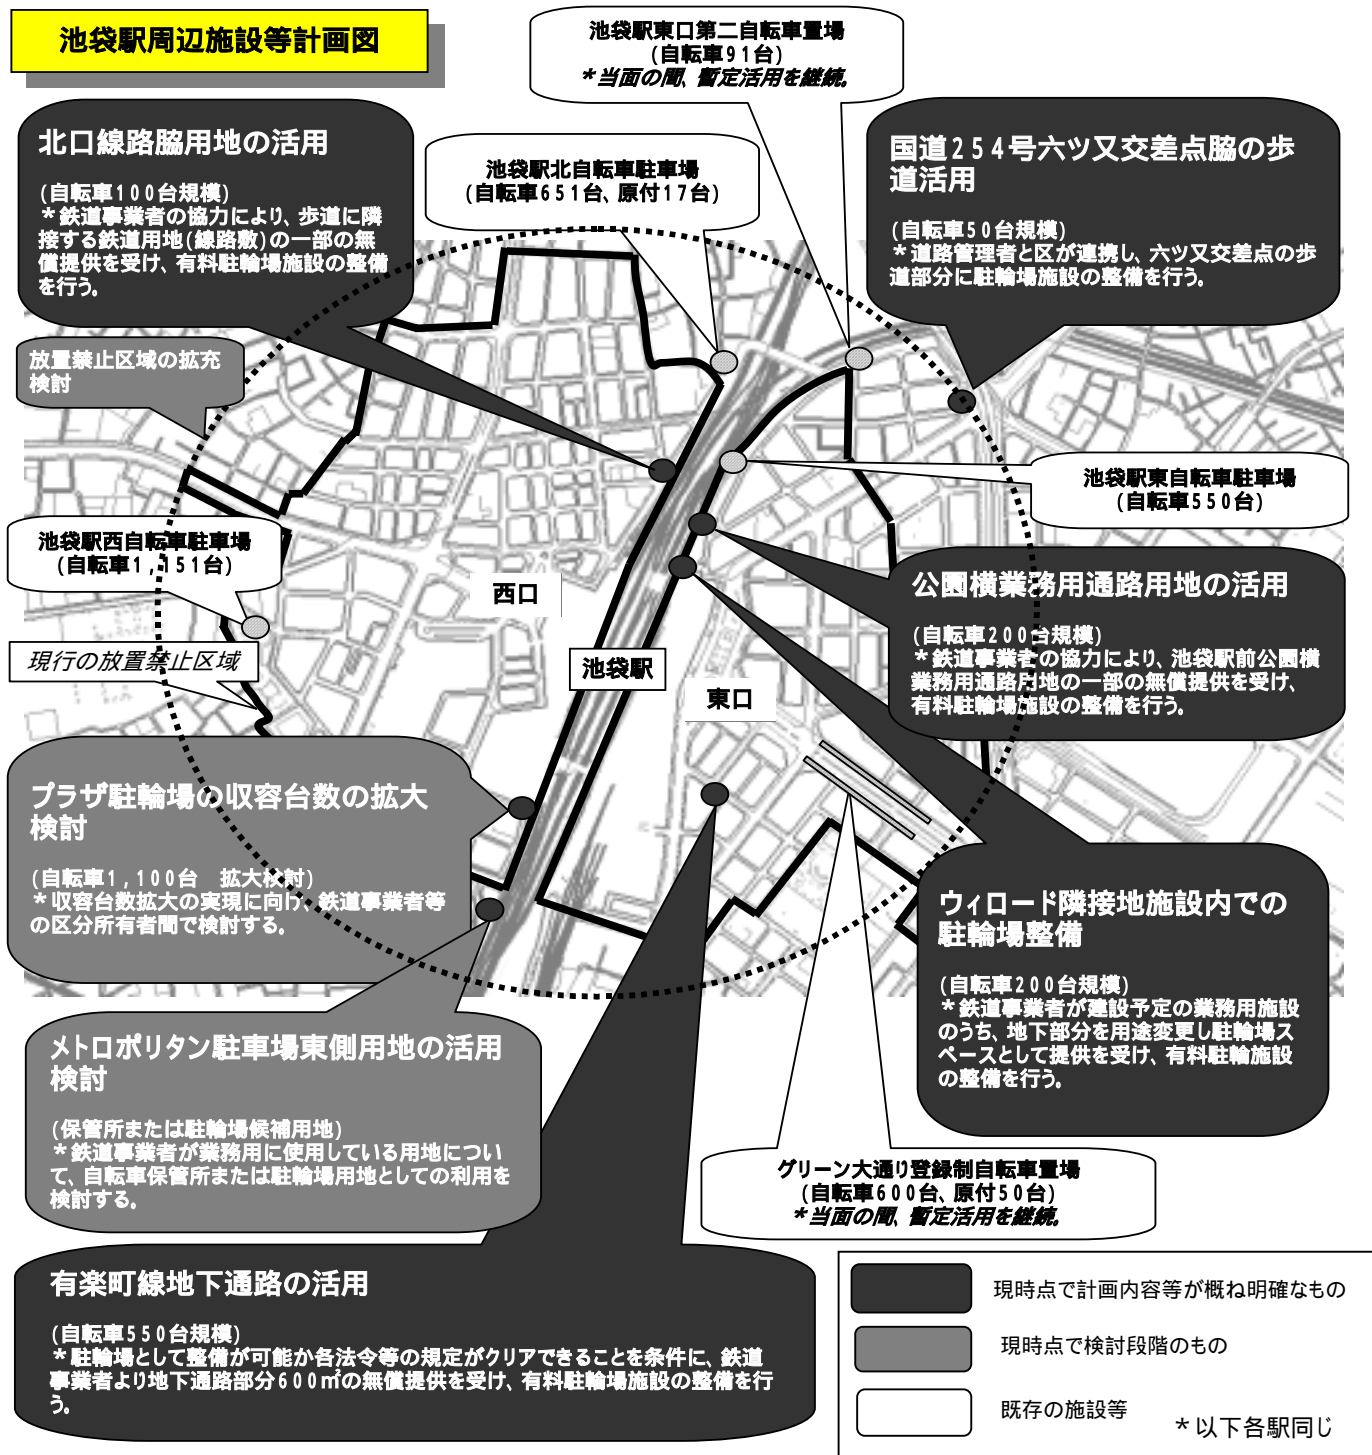 池袋駅周辺施設等計画図
池袋駅東口第二自転車置場
(自転車91台)
*当面の間、暫定活用を継続。
北口線路脇用地の活用
(自転車100台規模)
*鉄道事業者の協力により、歩道に隣
接する鉄道用地(線路敷)の一部の無
償提供を受け、有料駐輪場施設の整備
を行う。
池袋駅北自転車駐車場
(自転車651台、原付17台)
国道254号六ツ又交差点脇の歩
道活用
(自転車50台規模)
*道路管理者と区が連携し、六ツ又交差点の歩
道部分に駐輪場施設の整備を行う。
放置禁止区域の拡充
検討
池袋駅東自転車駐車場
(自転車550台)
池袋駅西自転車駐車場
(自転車1,151台)
西口
公園横業務用通路用地の活用
(自転車200台規模)
*鉄道事業者の協力により、池袋駅前公園横
業務用通路用地の一部の無償提供を受け、
有料駐輪場施設の整備を行う。
現行の放置禁止区域
池袋駅
東口
プラザ駐輪場の収容台数の拡大
検討
(自転車1,100台 拡大検討)
*収容台数拡大の実現に向け、鉄道事業者等
の区分所有者間で検討する。
ウィロード隣接地施設内での
駐輪場整備
(自転車200台規模)
*鉄道事業者が建設予定の業務用施設
のうち、地下部分を用途変更し駐輪場ス
ペースとして提供を受け、有料駐輪施設
の整備を行う。
メトロポリタン駐車場東側用地の活用
検討
(保管所または駐輪場候補用地)
*鉄道事業者が業務用に使用している用地につい
て、自転車保管所または駐輪場用地としての利用を
検討する。
グリーン大通り登録制自転車置場
(自転車600台、原付50台)
*当面の間、暫定活用を継続。
有楽町線地下通路の活用
(自転車550台規模)
*駐輪場として整備が可能か各法令等の規定がクリアできることを条件に、鉄道
事業者より地下通路部分600㎡の無償提供を受け、有料駐輪場施設の整備を行
う。
現時点で計画内容等が概ね明確なもの
現時点で検討段階のもの
既存の施設等
*以下各駅同じ